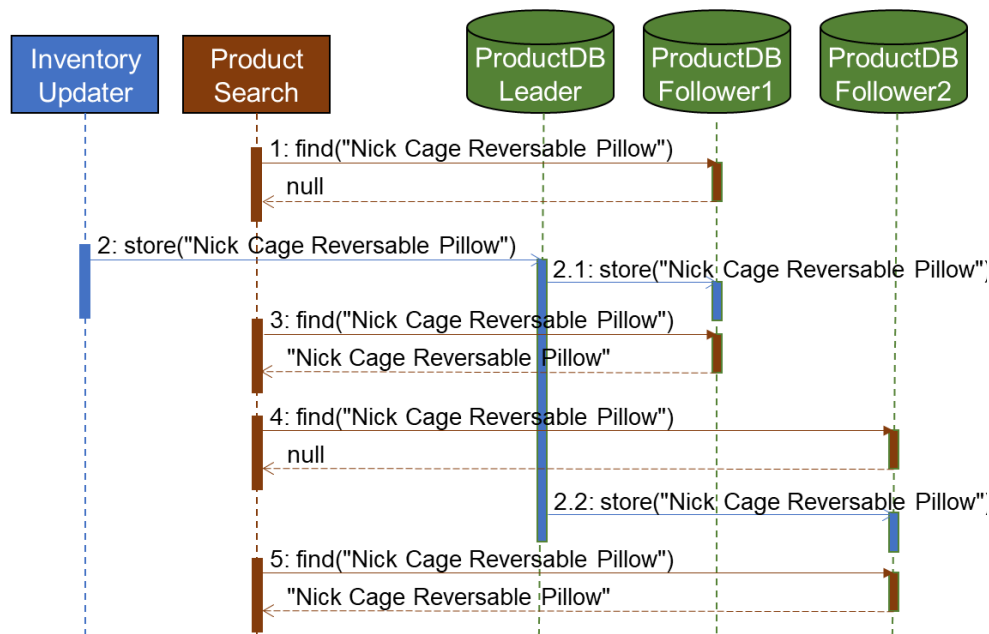 Inventory
Updater
Product
Search
ProductDB
Leader
ProductDB
Follower1
ProductDB
Follower2
1: find("Nick Cage Reversable Pillow")
null
2: store("Nick Cage Reversable Pillow")
2.1: store("Nick Cage Reversable Pillow")
3: find("Nick Cage Reversable Pillow")
"Nick Cage Reversable Pillow"
4: find("Nick Cage Reversable Pillow")
null
2.2: store("Nick Cage Reversable Pillow")
5: find("Nick Cage Reversable Pillow")
"Nick Cage Reversable Pillow"